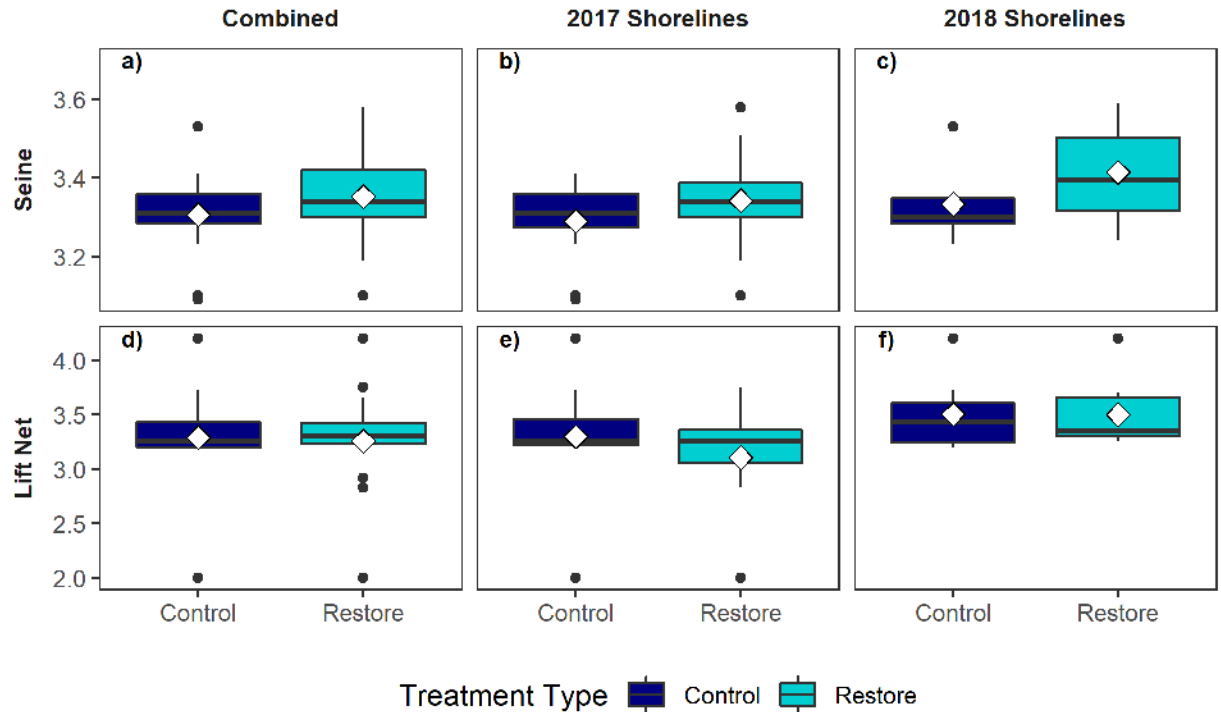 Combined 2017 Shorelines 2018 Shorelines
a) b) c)
Seine
3.6
3.4
3.2
d) e) f)
Lift Net
4.0
3.5
3.0
2.5
2.0
Control Restore Control Restore Control Restore
Treatment Type Control Restore